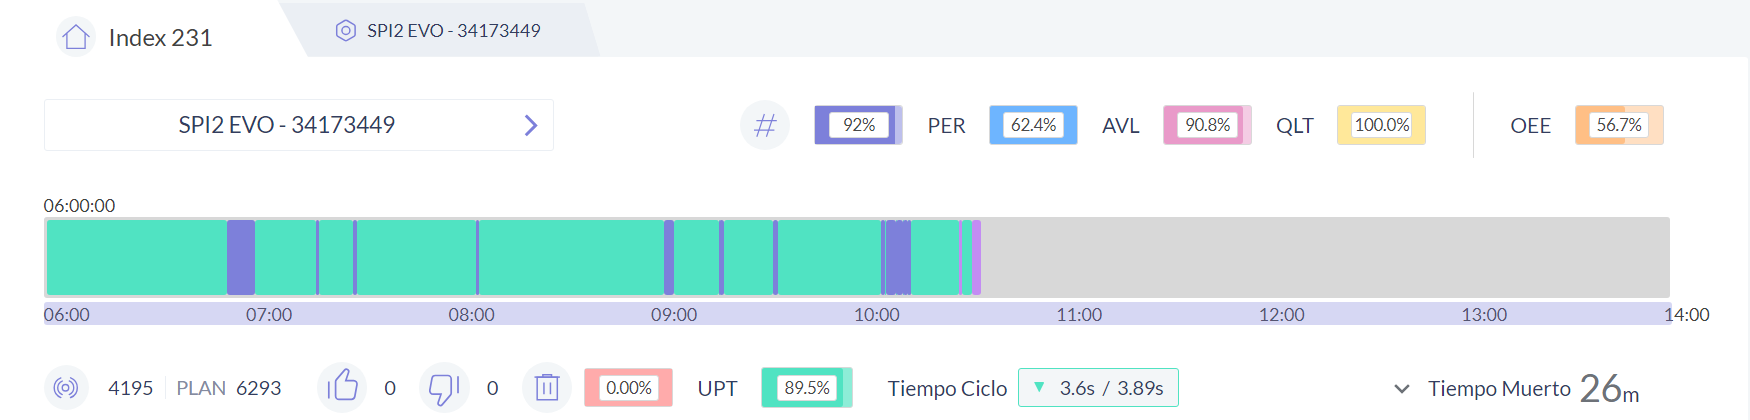 Index 231
SPI2 EVO - 34173449
SPI2 EVO - 34173449
# 92% PER 62.4% AVL 90.8% QLT 100.0% OEE 56.7%
06:00:00
06:00 07:00 08:00 09:00 10:00 11:00 12:00 13:00 14:00
4195 PLAN 6293 0 0 0.00% UPT 89.5% Tiempo Ciclo ▼ 3.6s / 3.89s Tiempo Muerto 26m